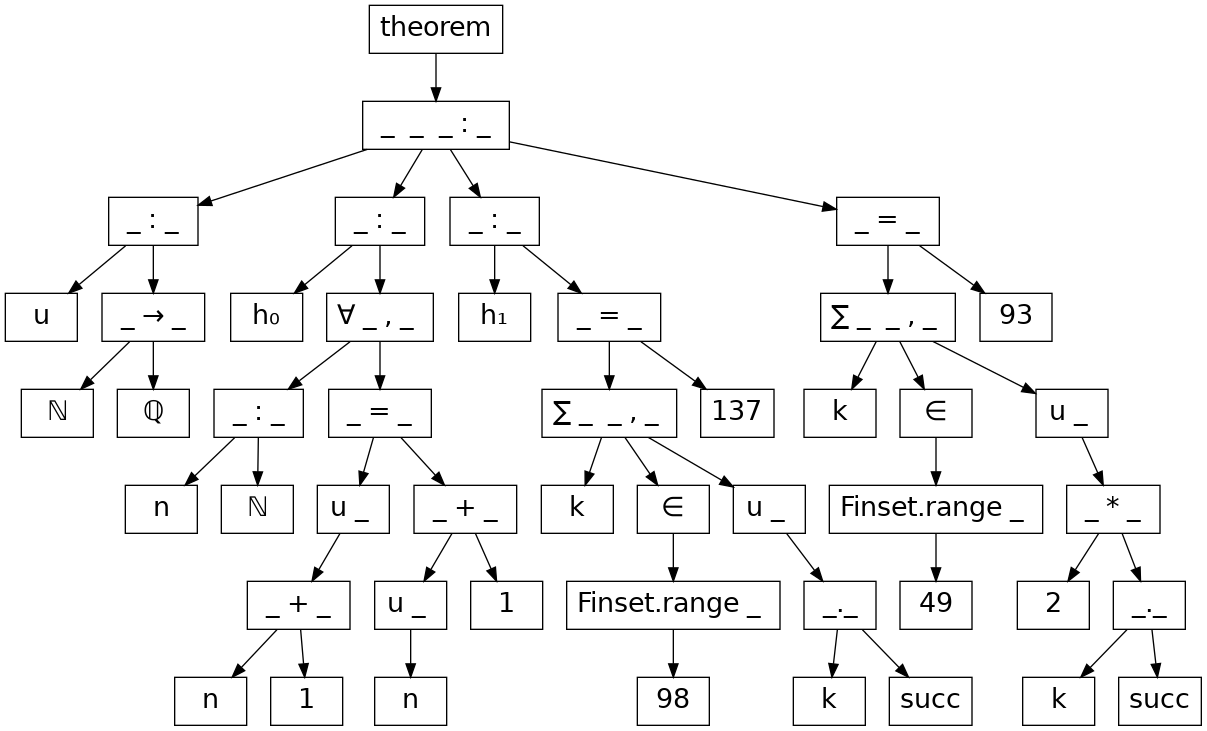 theorem
_ _ _ : _
_ : _ _ : _ _ : _ _ = _
u _ → _ h₀ ∀ _ , _ h₁ _ = _ ∑ _ _ , _ 93
ℕ ℚ _ : _ _ = _ ∑ _ _ , _ 137 k ∈ u _
n ℕ u _ _ + _ k ∈ u _ Finset.range _ _ * _
_ + _ u _ 1 Finset.range _ _._ 49 2 _._
n 1 n 98 k succ k succ